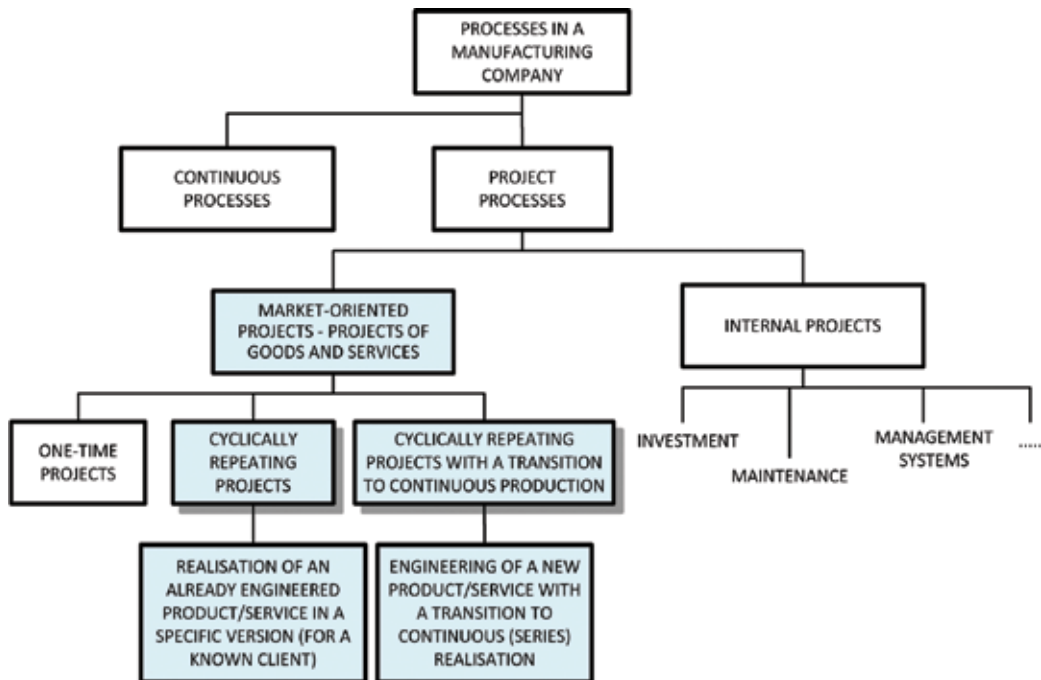 PROCESSES IN A
MANUFACTURING
COMPANY
CONTINUOUS
PROCESSES
PROJECT
PROCESSES
MARKET-ORIENTED
PROJECTS - PROJECTS OF
GOODS AND SERVICES
INTERNAL PROJECTS
ONE-TIME
PROJECTS
CYCLICALLY
REPEATING
PROJECTS
CYCLICALLY REPEATING
PROJECTS WITH A TRANSITION
TO CONTINUOUS PRODUCTION
INVESTMENT
MAINTENANCE
MANAGEMENT
SYSTEMS
.....
REALISATION OF AN
ALREADY ENGINEERED
PRODUCT/SERVICE IN A
SPECIFIC VERSION (FOR A
KNOWN CLIENT)
ENGINEERING OF A NEW
PRODUCT/SERVICE WITH
A TRANSITION TO
CONTINUOUS (SERIES)
REALISATION